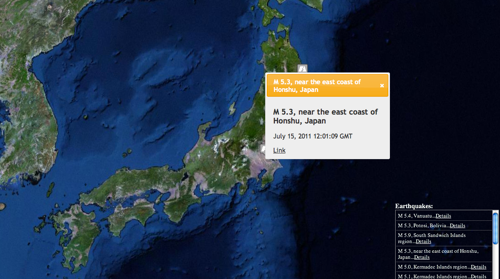 M 5.3, near the east coast of
Honshu, Japan
M 5.3, near the east coast of
Honshu, Japan
July 15, 2011 12:01:09 GMT
Link
Earthquakes:
M 5.4, Vanuatu...Details
M 5.3, Potosi, Bolivia...Details
M 5.9, South Sandwich Islands
region...Details
M 5.3, near the east coast of Honshu,
Japan...Details
M 5.0, Kermadec Islands region...Details
M 5.1, Kermadec Islands region...Details